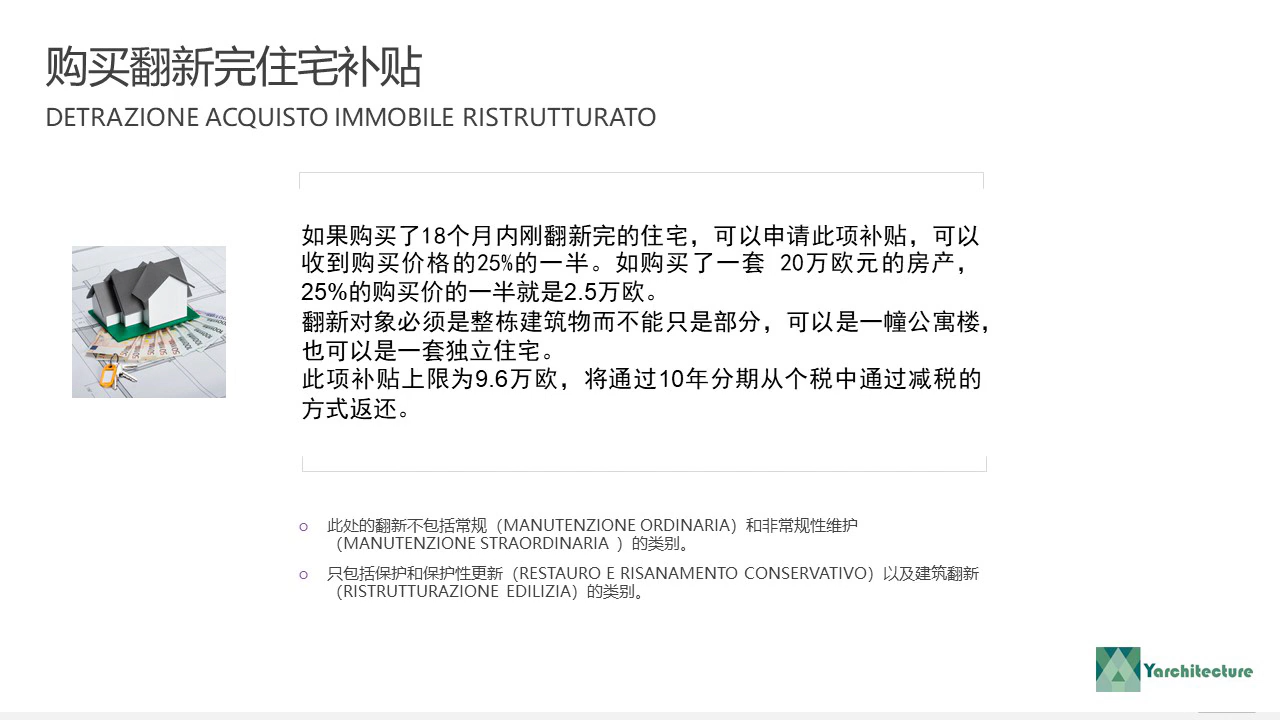 购买翻新完住宅补贴
DETRAZIONE ACQUISTO IMMOBILE RISTRUTTURATO
如果购买了18个月内刚翻新完的住宅，可以申请此项补贴，可以
收到购买价格的25%的一半。如购买了一套 20万欧元的房产，
25%的购买价的一半就是2.5万欧。
翻新对象必须是整栋建筑物而不能只是部分，可以是一幢公寓楼，
也可以是一套独立住宅。
此项补贴上限为9.6万欧，将通过10年分期从个税中通过减税的
方式返还。
o 此处的翻新不包括常规（MANUTENZIONE ORDINARIA）和非常规性维护
（MANUTENZIONE STRAORDINARIA ）的类别。
o 只包括保护和保护性更新（RESTAURO E RISANAMENTO CONSERVATIVO）以及建筑翻新
（RISTRUTTURAZIONE EDILIZIA）的类别。
Yarchitecture